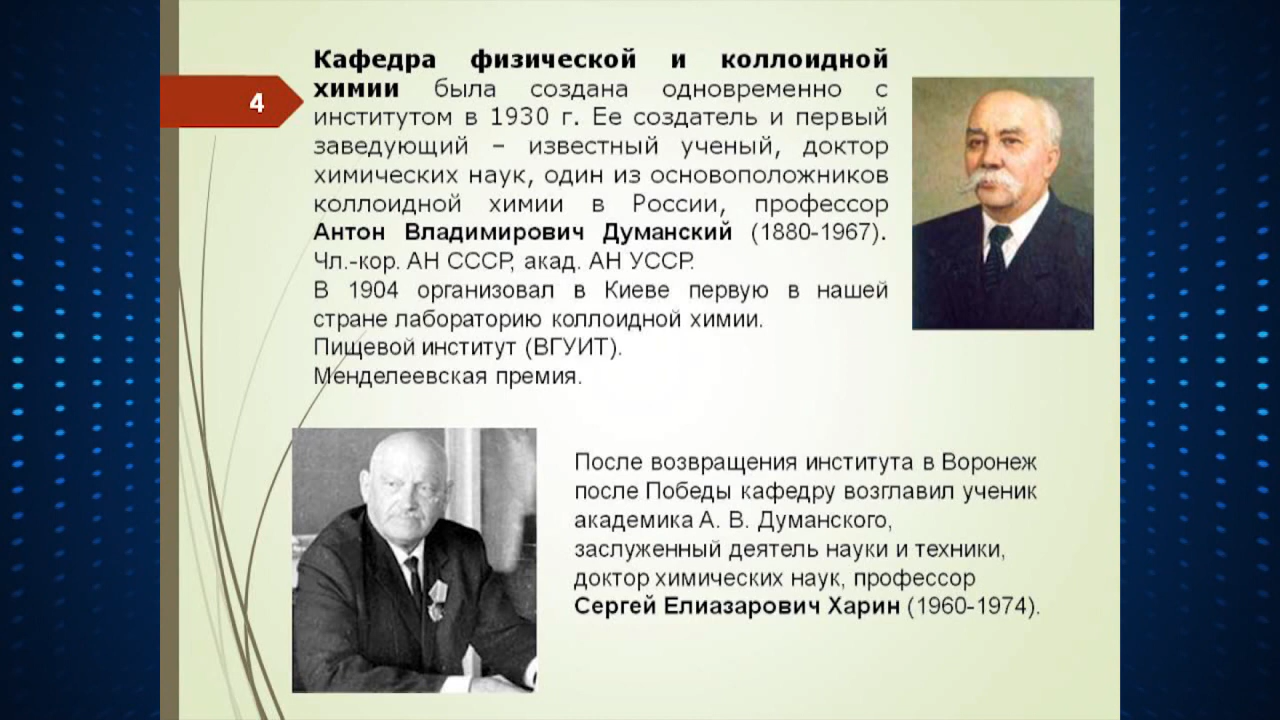 4
Кафедра физической и коллоидной
химии была создана одновременно с
институтом в 1930 г. Ее создатель и первый
заведующий – известный ученый, доктор
химических наук, один из основоположников
коллоидной химии в России, профессор
Антон Владимирович Думанский (1880-1967).
Чл.-кор. АН СССР, акад. АН УССР.
В 1904 организовал в Киеве первую в нашей
стране лабораторию коллоидной химии.
Пищевой институт (ВГУИТ).
Менделеевская премия.
После возвращения института в Воронеж
после Победы кафедру возглавил ученик
академика А. В. Думанского,
заслуженный деятель науки и техники,
доктор химических наук, профессор
Сергей Елиазарович Харин (1960-1974).